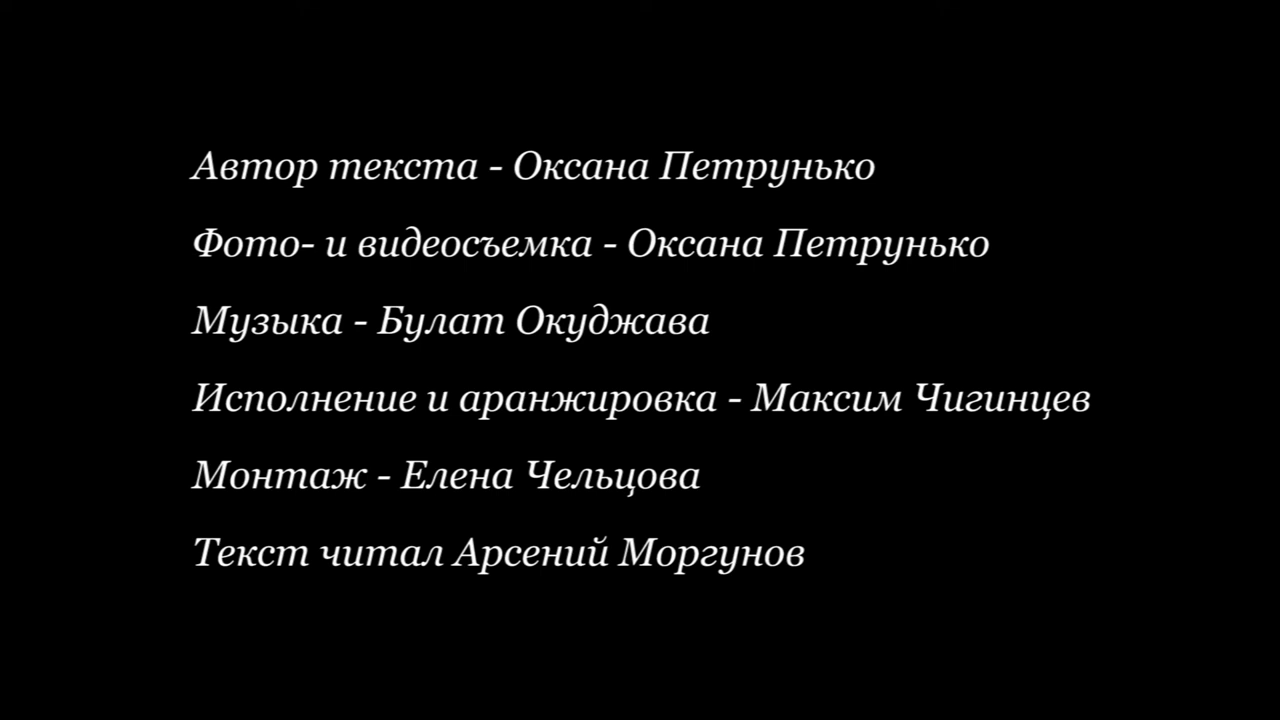 Автор текста - Оксана Петрунько
Фото- и видеосъемка - Оксана Петрунько
Музыка - Булат Окуджава
Исполнение и аранжировка - Максим Чигинцев
Монтаж - Елена Чельцова
Текст читал Арсений Моргунов